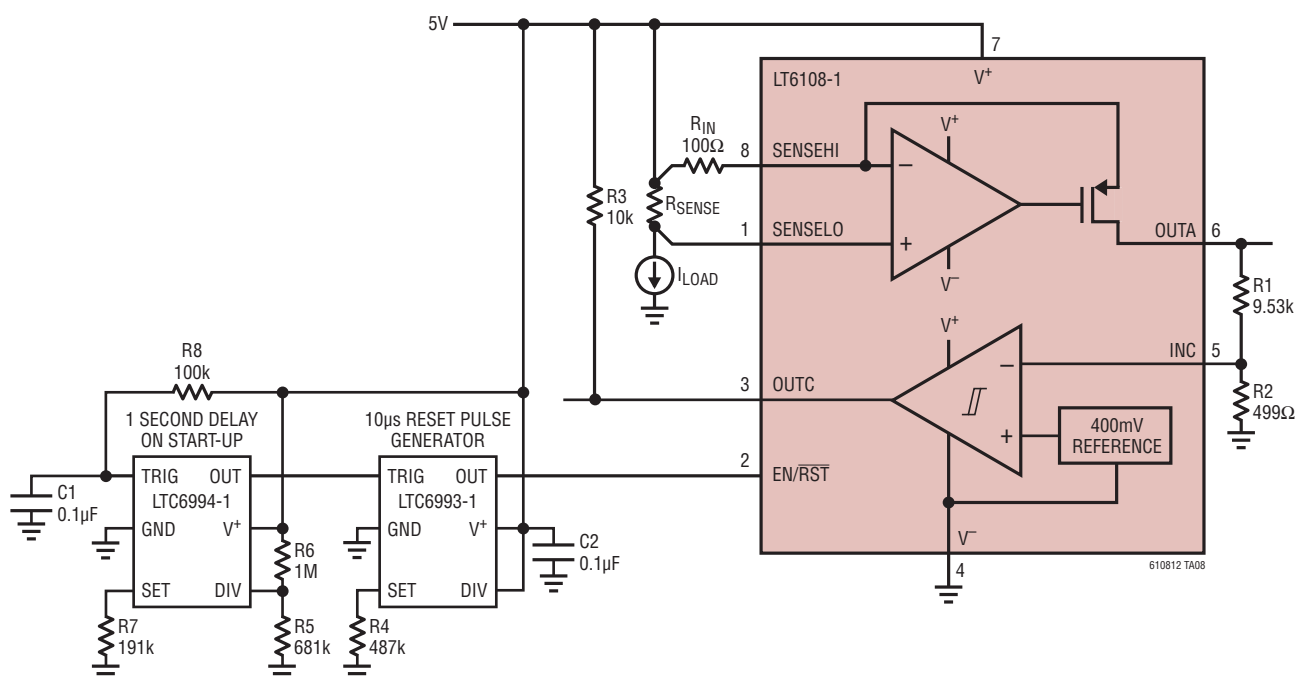 5V
7
V+
LT6108-1
RIN
100Ω
8
SENSEHI
V+
−
R3
10k
RSENSE
1
SENSELO
+
V−
OUTA
6
ILOAD
R1
9.53k
V+
INC
5
−
R8
100k
3
OUTC
R2
499Ω
400mV
REFERENCE
+
1 SECOND DELAY
ON START-UP
10µs RESET PULSE
GENERATOR
2
EN/R̅S̅T̅
TRIG
OUT
LTC6994-1
GND
V+
SET
DIV
TRIG
OUT
LTC6993-1
GND
V+
SET
DIV
C1
0.1µF
R6
1M
C2
0.1µF
V−
4
R7
191k
R5
681k
R4
487k
610812 TA08